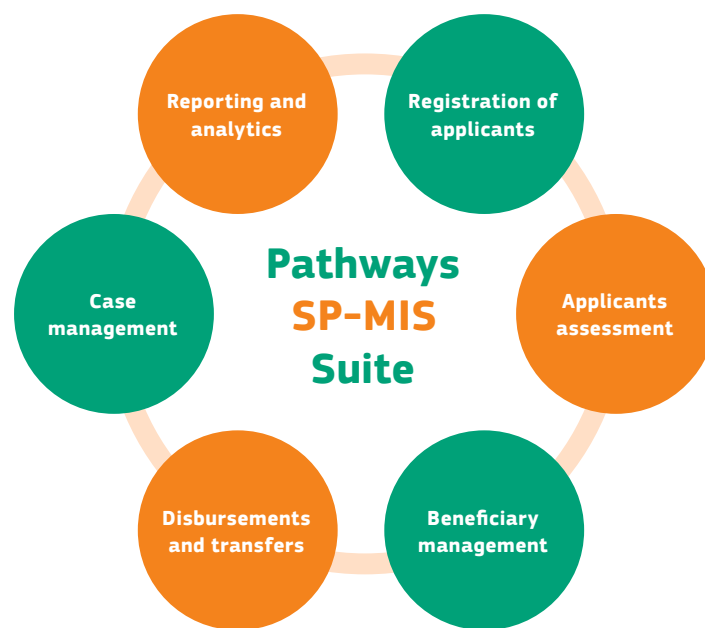 Reporting and
analytics
Registration of
applicants
Pathways
SP-MIS
Suite
Case
management
Applicants
assessment
Disbursements
and transfers
Beneficiary
management